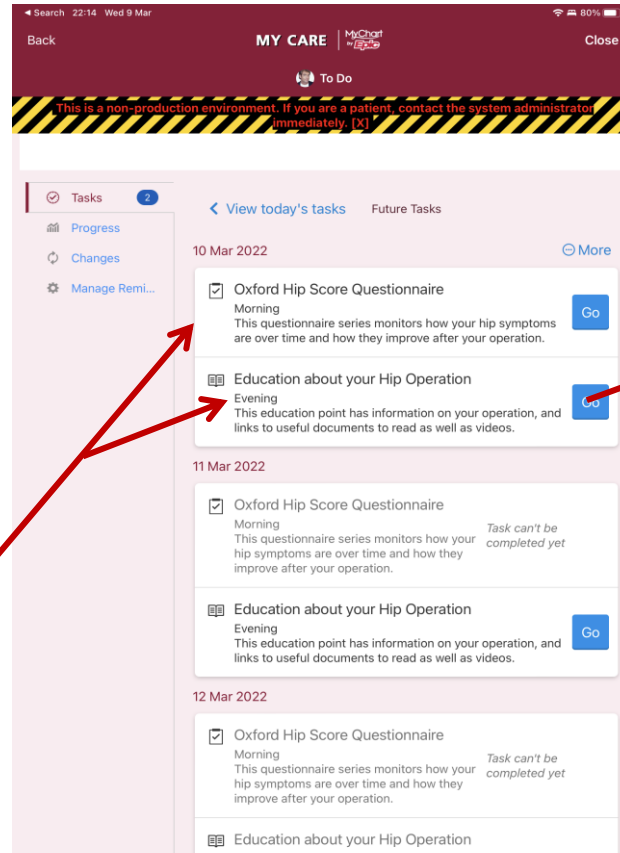 Search 22:14 Wed 9 Mar 80%
Back MY CARE MyChart by Epic Close
To Do
This is a non-production environment. If you are a patient, contact the system administrator
immediately. [X]
Tasks 2
Progress
Changes
Manage Remi...
View today's tasks Future Tasks
10 Mar 2022 More
Oxford Hip Score Questionnaire
Morning
This questionnaire series monitors how your hip symptoms
are over time and how they improve after your operation.
Go
Education about your Hip Operation
Evening
This education point has information on your operation, and
links to useful documents to read as well as videos.
Go
11 Mar 2022
Oxford Hip Score Questionnaire
Morning
This questionnaire series monitors how your
hip symptoms are over time and how they
improve after your operation.
Task can't be
completed yet
Education about your Hip Operation
Evening
This education point has information on your operation, and
links to useful documents to read as well as videos.
Go
12 Mar 2022
Oxford Hip Score Questionnaire
Morning
This questionnaire series monitors how your
hip symptoms are over time and how they
improve after your operation.
Task can't be
completed yet
Education about your Hip Operation